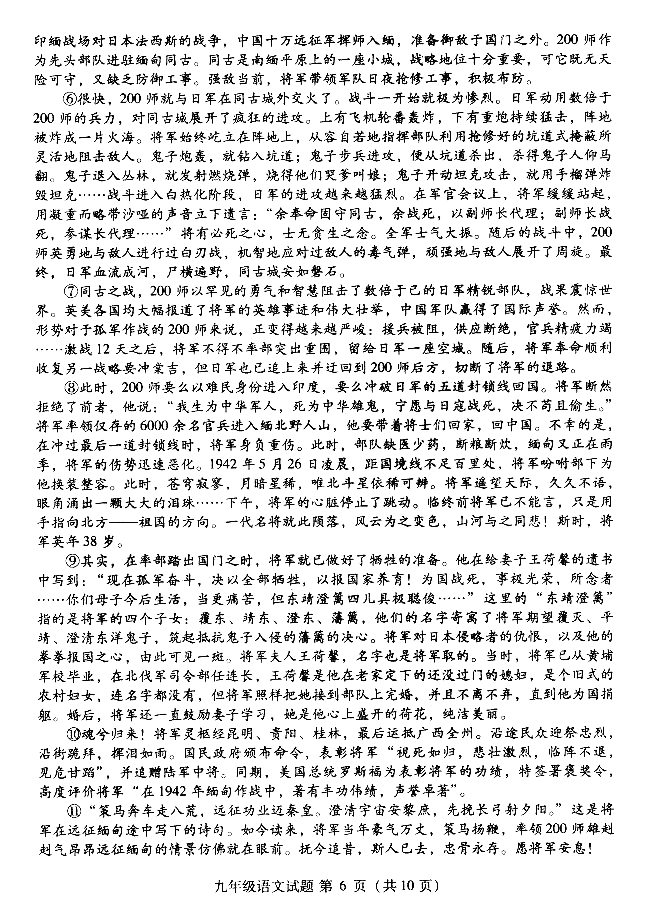 印缅战场对日本法西斯的战争，中国十万远征军挥师入缅，准备御敌于国门之外。200 师作
为先头部队进驻缅甸同古。同古是南缅平原上的一座小城，战略地位十分重要，可它既无天
险可守，又缺乏防御工事。强敌当前，将军带领军队日夜抢修工事，积极布防。
⑥很快，200 师就与日军在同古城外交火了。战斗一开始就极为惨烈。日军动用数倍于
200 师的兵力，对同古城展开了疯狂的进攻。上有飞机轮番轰炸，下有重炮持续猛击，阵地
被炸成一片火海。将军始终屹立在阵地上，从容自若地指挥部队利用抢修好的坑道式掩蔽所
灵活地阻击敌人。鬼子炮轰，就钻入坑道；鬼子步兵进攻，便从坑道杀出，杀得鬼子人仰马
翻。鬼子退入丛林，就发射燃烧弹，烧得他们哭爹叫娘；鬼子开动坦克攻击，就用手榴弹炸
毁坦克……战斗进入白热化阶段，日军的进攻越来越猛烈。在军官会议上，将军缓缓站起，
用凝重而略带沙哑的声音立下遗言：“余奉命固守同古，余战死，以副师长代理；副师长战
死，参谋长代理……” 将有必死之心，士无贪生之念。全军士气大振。随后的战斗中，200
师英勇地与敌人进行过白刃战，机智地应对过敌人的毒气弹，顽强地与敌人展开了周旋。最
终，日军血流成河，尸横遍野，同古城安如磐石。
⑦同古之战，200 师以罕见的勇气和智慧阻击了数倍于己的日军精锐部队，战果震惊世
界。英美各国均大幅报道了将军的英雄事迹和伟大壮举，中国军队赢得了国际声誉。然而，
形势对于孤军作战的 200 师来说，正变得越来越严峻：援兵被阻，供应断绝，官兵精疲力竭
……激战 12 天之后，将军不得不率部突出重围，留给日军一座空城。随后，将军奉命顺利
收复另一战略要冲棠吉，但日军也已追上来并迂回到 200 师后方，切断了将军的退路。
⑧此时，200 师要么以难民身份进入印度，要么冲破日军的五道封锁线回国。将军断然
拒绝了前者，他说：“我生为中华军人，死为中华雄鬼，宁愿与日寇战死，决不苟且偷生。”
将军率领仅存的 6000 余名官兵进入缅北野人山，他要带着将士们回家，回中国。不幸的是，
在冲过最后一道封锁线时，将军身负重伤。此时，部队缺医少药，断粮断炊，缅甸又正在雨
季，将军的伤势迅速恶化。1942 年 5 月 26 日凌晨，距国境线不足百里处，将军吩咐部下为
他换装整容。此时，苍穹寂寥，月暗星稀，唯北斗星依稀可辨。将军遥望天际，久久不语，
眼角涌出一颗大大的泪珠……下午，将军的心脏停止了跳动。临终前将军已不能言，只是用
手指向北方——祖国的方向。一代名将就此陨落，风云为之变色，山河与之同悲！斯时，将
军英年 38 岁。
⑨其实，在率部踏出国门之时，将军就已做好了牺牲的准备。他在给妻子王荷馨的遗书
中写到：“现在孤军奋斗，决以全部牺牲，以报国家养育！为国战死，事极光荣，所念者
……你们母子今后生活，当更痛苦，但东靖澄篱四儿具极聪俊……” 这里的 “东靖澄篱”
指的是将军的四个子女：覆东、靖东、澄东、藩篱，他们的名字寄寓了将军期望覆灭、平
靖、澄清东洋鬼子，筑起抵抗鬼子入侵的藩篱的决心。将军对日本侵略者的仇恨，以及他的
拳拳报国之心，由此可见一斑。将军夫人王荷馨，名字也是将军取的。当时，将军已从黄埔
军校毕业，在北伐军司令部任连长，王荷馨是他在老家定下的还没过门的媳妇，是个旧式的
农村妇女，连名字都没有，但将军照样把她接到部队上完婚，并且不离不弃，直到他为国捐
躯。婚后，将军还一直鼓励妻子学习，她是他心上盛开的荷花，纯洁美丽。
⑩魂兮归来！将军灵柩经昆明、贵阳、桂林，最后运抵广西全州。沿途民众迎祭忠烈，
沿街跪拜，挥泪如雨。国民政府颁布命令，表彰将军 “视死如归，悲壮激烈，临阵不退，
见危甘蹈”，并追赠陆军中将。同期，美国总统罗斯福为表彰将军的功绩，特签署褒奖令，
高度评价将军 “在 1942 年缅甸作战中，著有丰功伟绩，声誉卓著”。
⑪ “策马奔车走八荒，远征功业迈秦皇。澄清宇宙安黎庶，先挽长弓射夕阳。” 这是将
军在远征缅甸途中写下的诗句。如今读来，将军当年豪气万丈，策马扬鞭，率领 200 师雄赳
赳气昂昂远征缅甸的情景仿佛就在眼前。抚今追昔，斯人已去，忠骨永存。愿将军安息！
九年级语文试题 第 6 页（共 10 页）